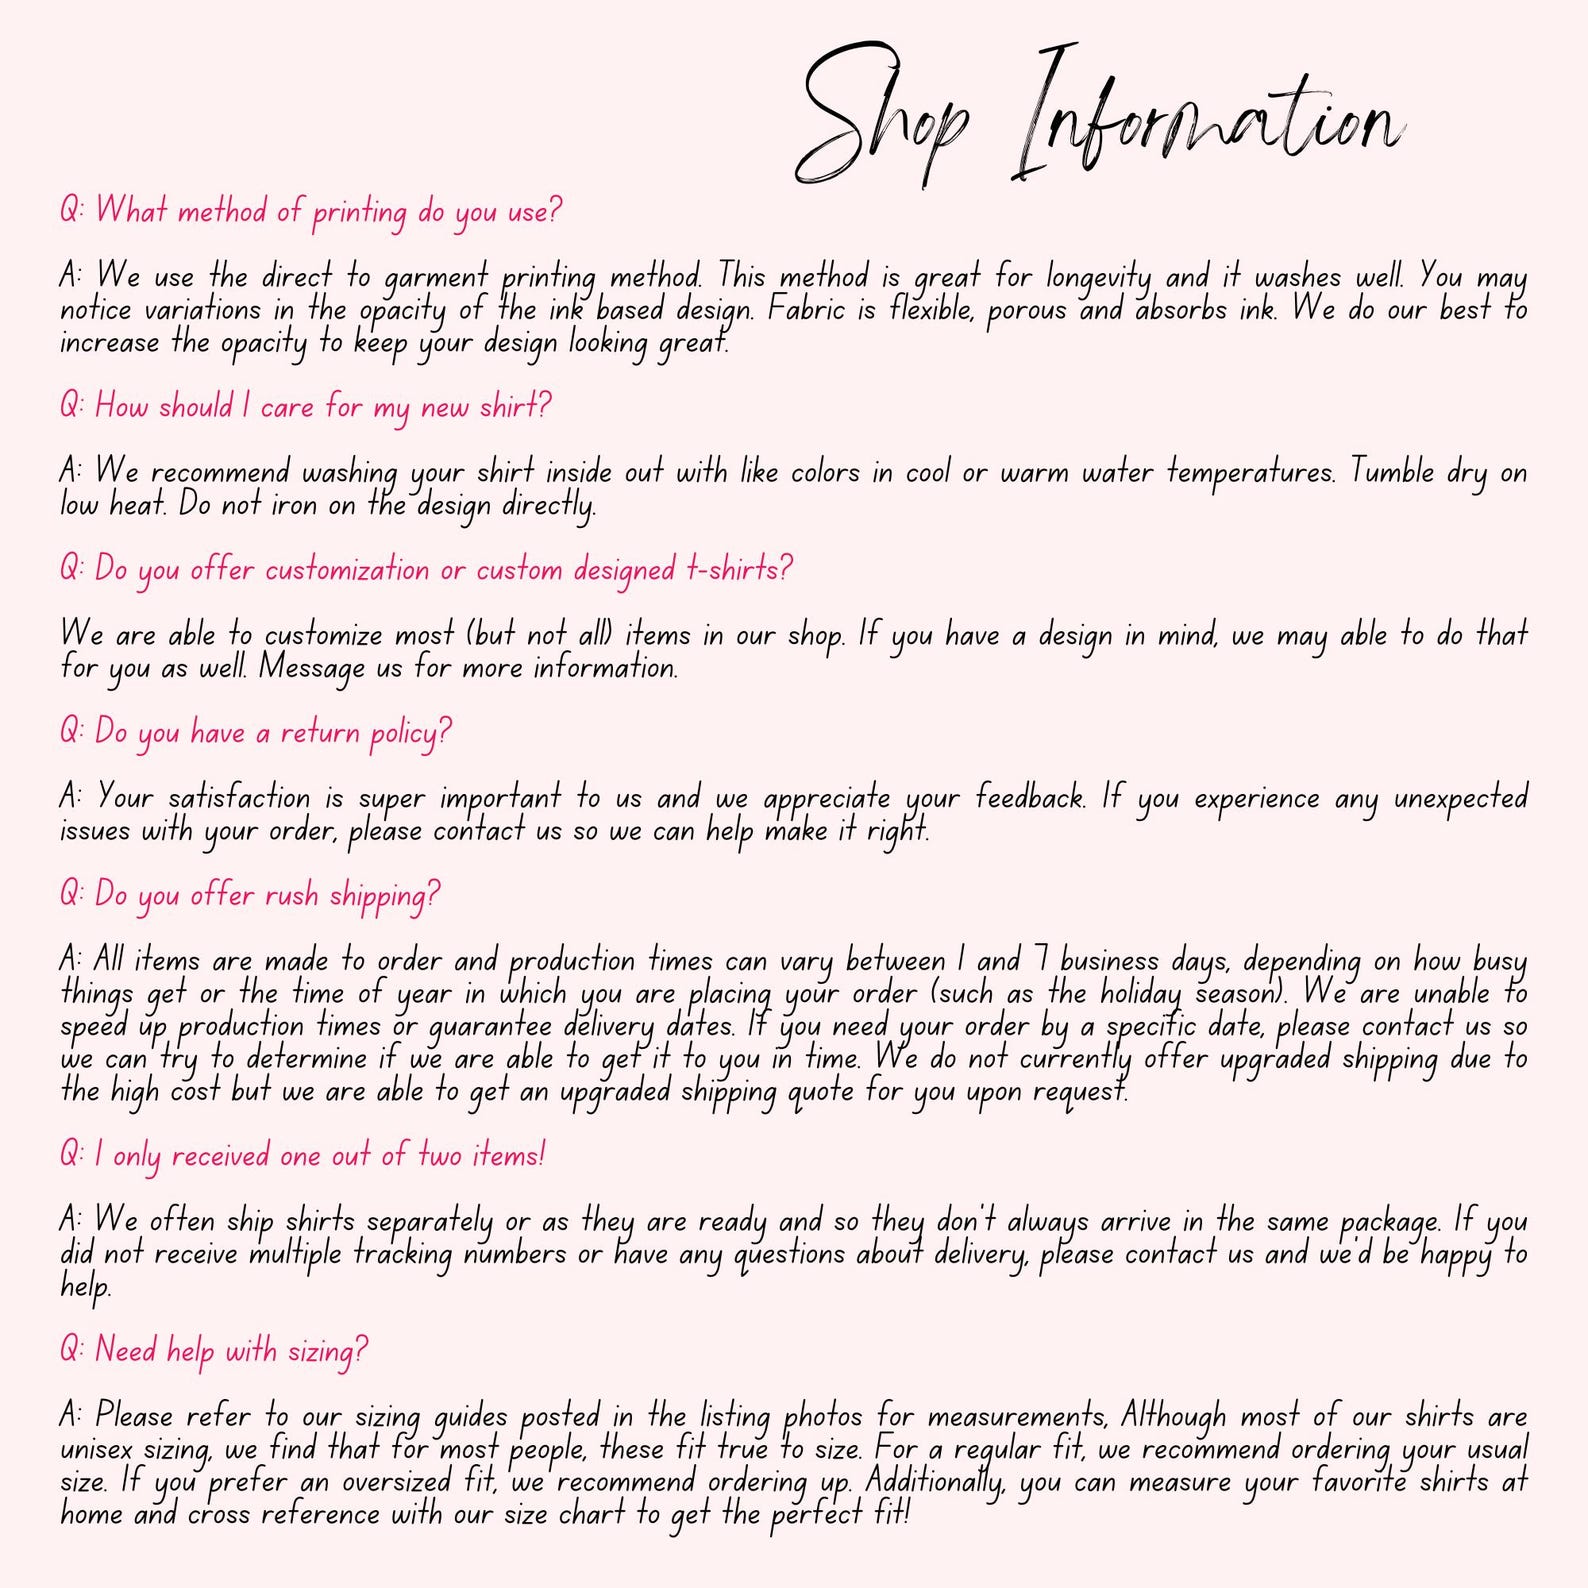 Shop Information
Q: What method of printing do you use?
A: We use the direct to garment printing method. This method is great for longevity and it washes well. You may
notice variations in the opacity of the ink based design. Fabric is flexible, porous and absorbs ink. We do our best to
increase the opacity to keep your design looking great.
Q: How should I care for my new shirt?
A: We recommend washing your shirt inside out with like colors in cool or warm water temperatures. Tumble dry on
low heat. Do not iron on the design directly.
Q: Do you offer customization or custom designed t-shirts?
We are able to customize most (but not all) items in our shop. If you have a design in mind, we may able to do that
for you as well. Message us for more information.
Q: Do you have a return policy?
A: Your satisfaction is super important to us and we appreciate your feedback. If you experience any unexpected
issues with your order, please contact us so we can help make it right.
Q: Do you offer rush shipping?
A: All items are made to order and production times can vary between 1 and 7 business days, depending on how busy
things get or the time of year in which you are placing your order (such as the holiday season). We are unable to
speed up production times or guarantee delivery dates. If you need your order by a specific date, please contact us so
we can try to determine if we are able to get it to you in time. We do not currently offer upgraded shipping due to
the high cost but we are able to get an upgraded shipping quote for you upon request.
Q: I only received one out of two items!
A: We often ship shirts separately or as they are ready and so they don't always arrive in the same package. If you
did not receive multiple tracking numbers or have any questions about delivery, please contact us and we'd be happy to
help.
Q: Need help with sizing?
A: Please refer to our sizing guides posted in the listing photos for measurements, Although most of our shirts are
unisex sizing, we find that for most people, these fit true to size. For a regular fit, we recommend ordering your usual
size. If you prefer an oversized fit, we recommend ordering up. Additionally, you can measure your favorite shirts at
home and cross reference with our size chart to get the perfect fit!